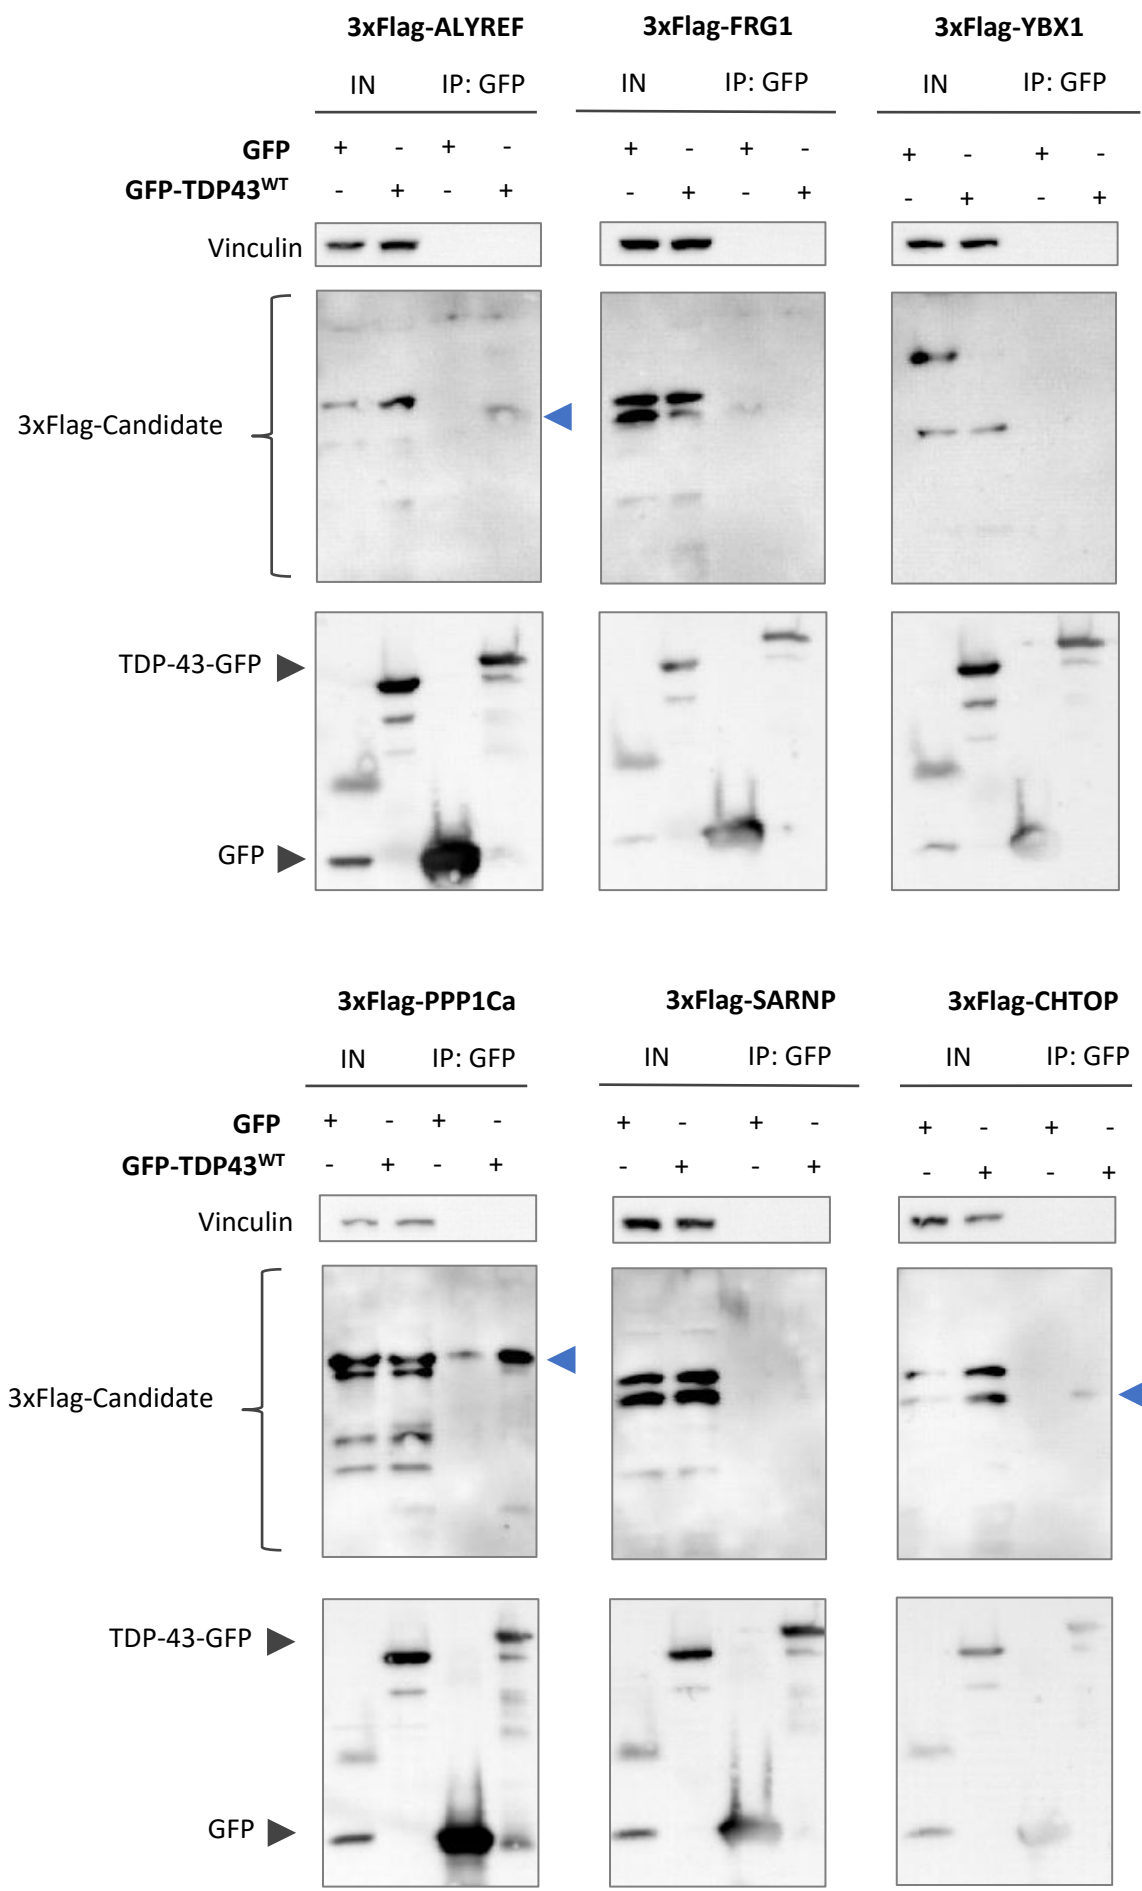 3xFlag-ALYREF 3xFlag-FRG1 3xFlag-YBX1
IN IP: GFP IN IP: GFP IN IP: GFP
GFP + - + - + - + - + - + -
GFP-TDP43WT - + - + - + - + - + - +
Vinculin
3xFlag-Candidate
TDP-43-GFP
GFP
3xFlag-PPP1Ca 3xFlag-SARNP 3xFlag-CHTOP
IN IP: GFP IN IP: GFP IN IP: GFP
GFP + - + - + - + - + - + -
GFP-TDP43WT - + - + - + - + - + - +
Vinculin
3xFlag-Candidate
TDP-43-GFP
GFP